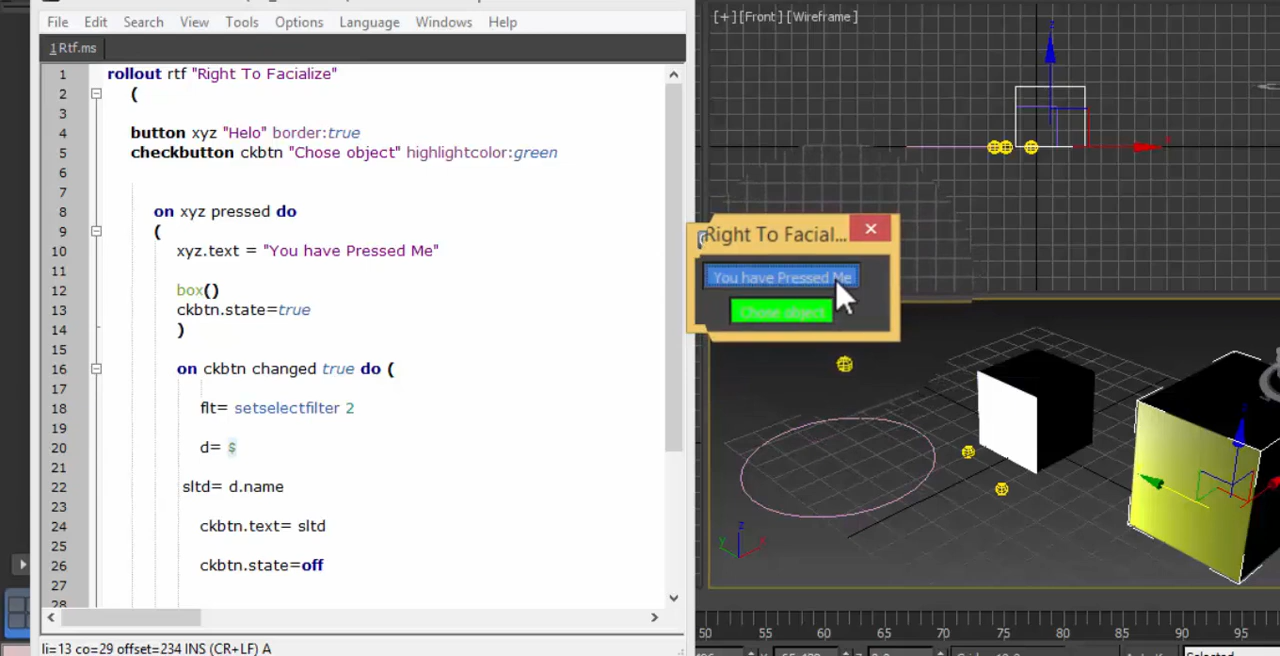 File Edit Search View Tools Options Language Windows Help
1 Rtf.ms
1 rollout rtf "Right To Facialize"
2 (
3
4 button xyz "Helo" border:true
5 checkbutton ckbtn "Chose object" highlightcolor:green
6
7
8 on xyz pressed do
9 (
10 xyz.text = "You have Pressed Me"
11
12 box()
13 ckbtn.state=true
14 )
15
16 on ckbtn changed true do (
17
18 flt= setselectfilter 2
19
20 d= $
21
22 sltd= d.name
23
24 ckbtn.text= sltd
25
26 ckbtn.state=off
27
28
li=13 co=29 offset=234 INS (CR+LF) A
[+][Front][Wireframe]
z
x
Right To Facial...
You have Pressed Me
Chose object
z
y
x
50 55 60 65 70 75 80 85 90 95